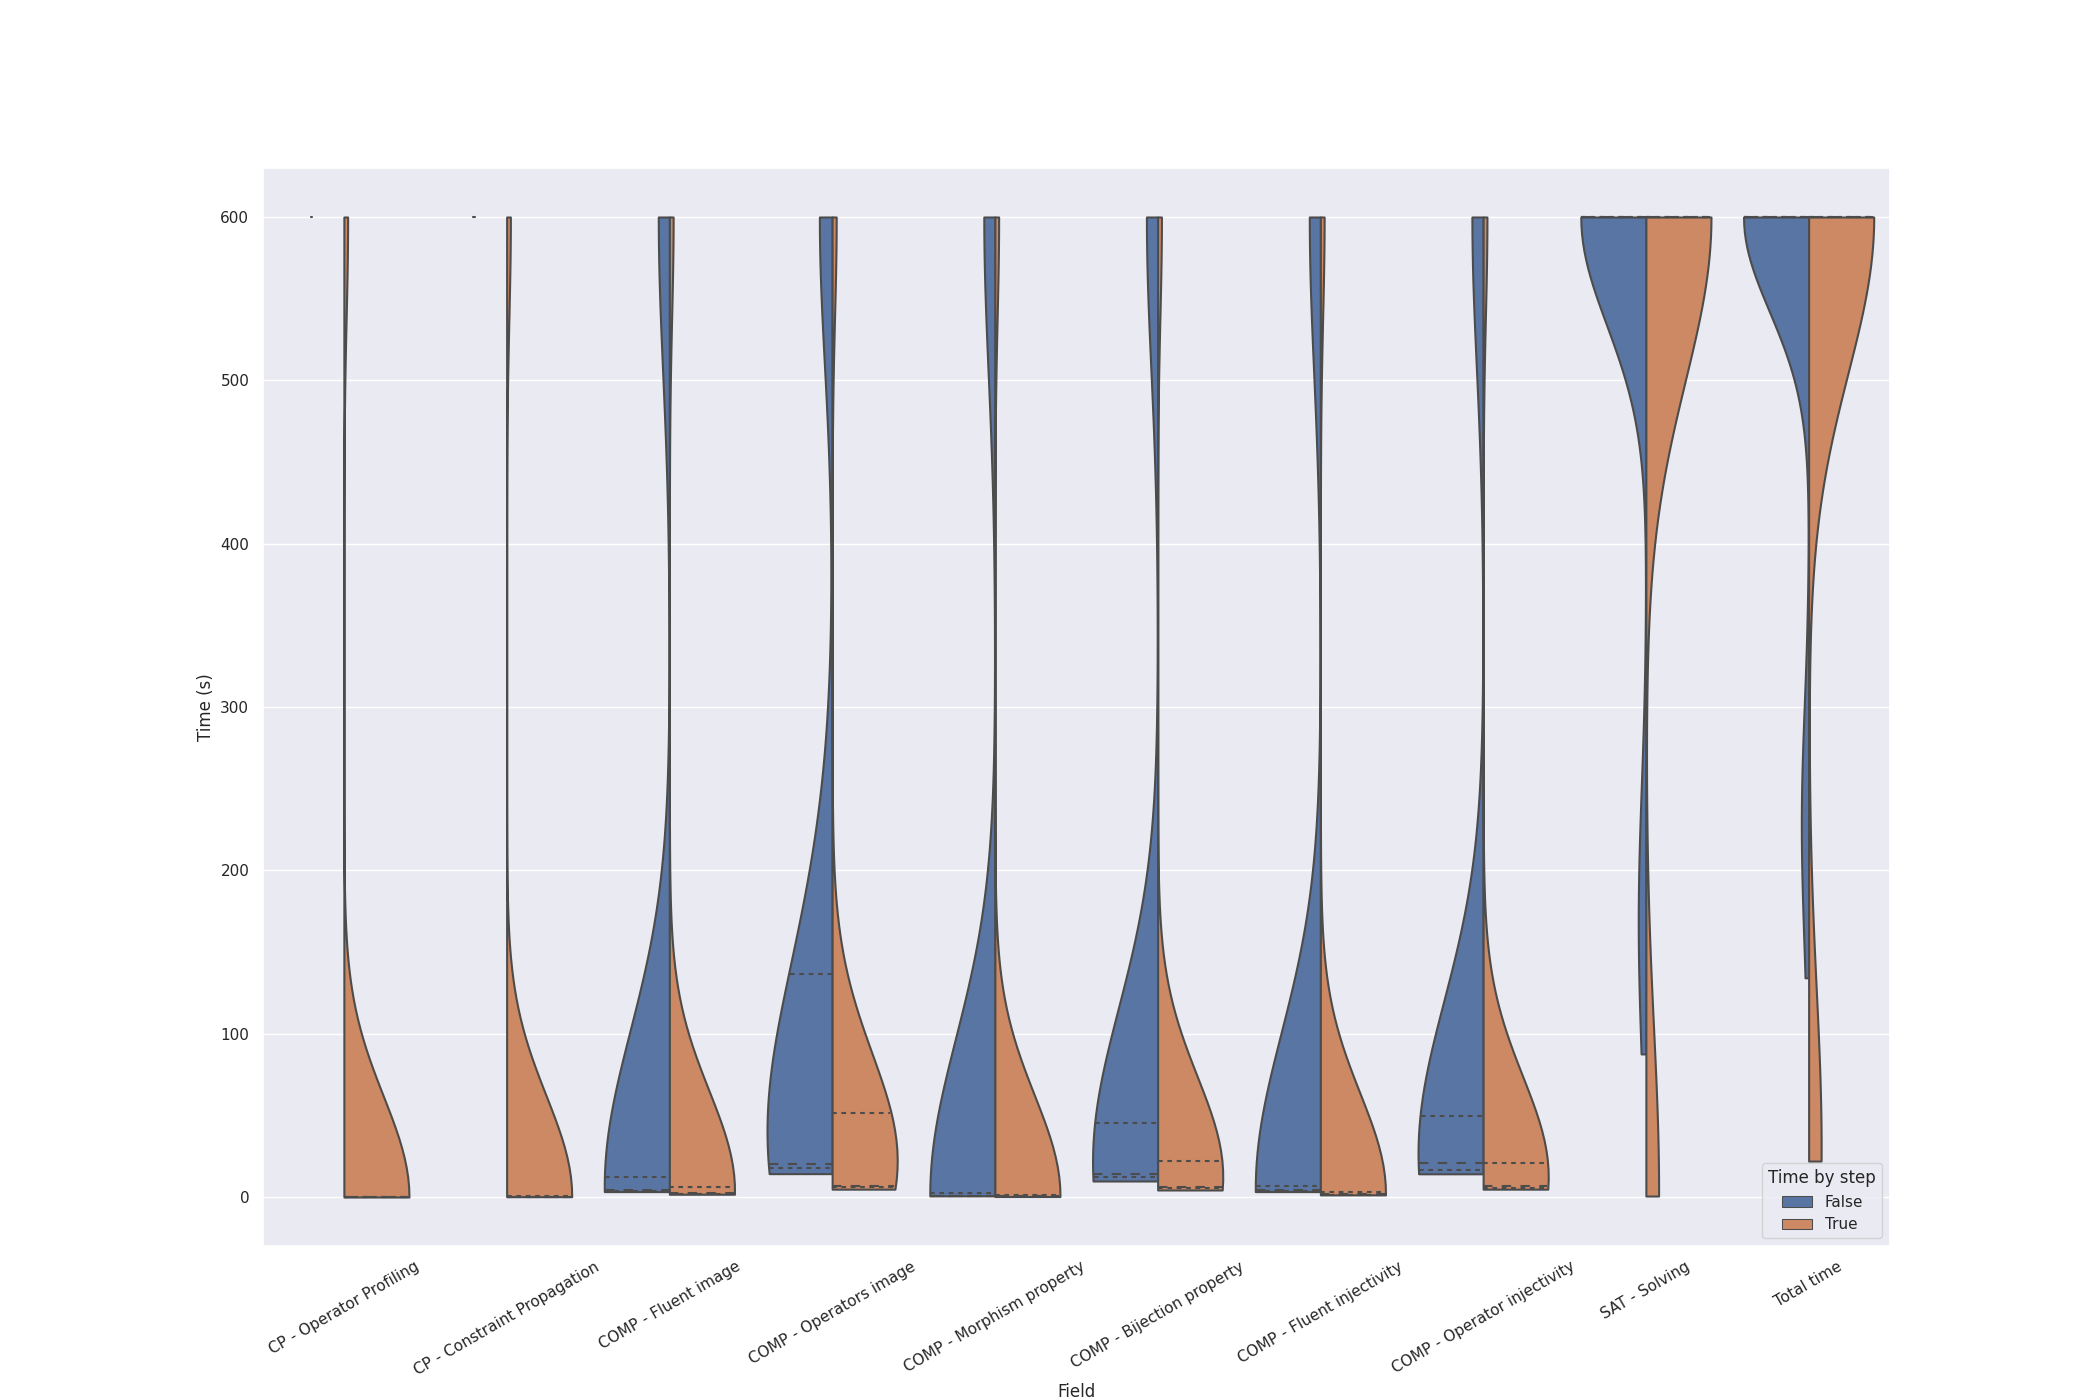 600
500
400
300
200
100
0
Time (s)
CP - Operator Profiling
CP - Constraint Propagation
COMP - Fluent image
COMP - Operators image
COMP - Morphism property
COMP - Bijection property
COMP - Fluent injectivity
COMP - Operator injectivity
SAT - Solving
Total time
Field
Time by step
False
True